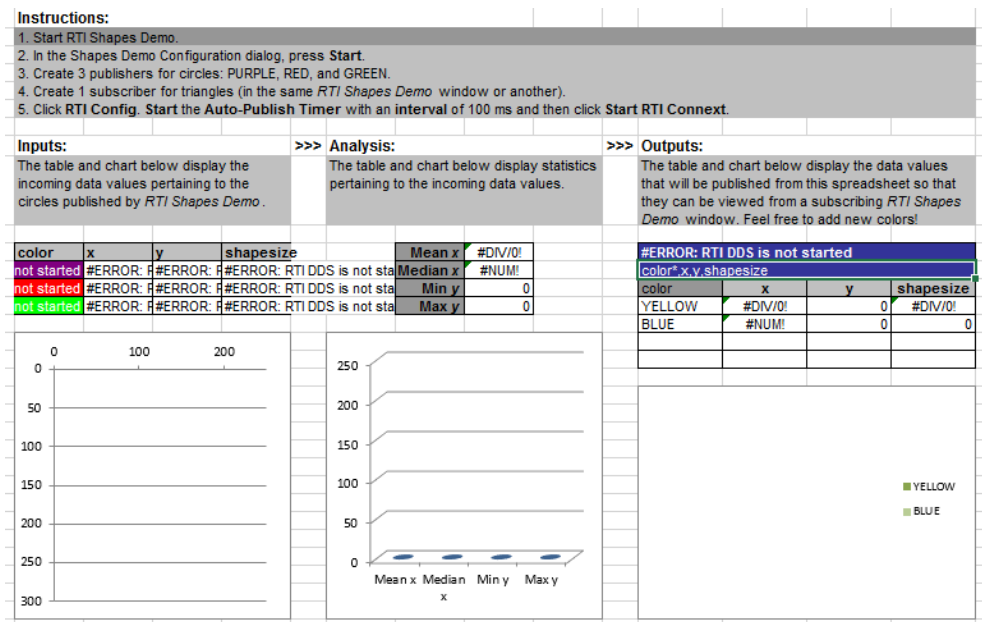 Instructions:
1. Start RTI Shapes Demo.
2. In the Shapes Demo Configuration dialog, press Start.
3. Create 3 publishers for circles: PURPLE, RED, and GREEN.
4. Create 1 subscriber for triangles (in the same RTI Shapes Demo window or another).
5. Click RTI Config. Start the Auto-Publish Timer with an interval of 100 ms and then click Start RTI Connext.
Inputs: >>> Analysis: >>> Outputs:
The table and chart below display the
incoming data values pertaining to the
circles published by RTI Shapes Demo.
The table and chart below display statistics
pertaining to the incoming data values.
The table and chart below display the data values
that will be published from this spreadsheet so that
they can be viewed from a subscribing RTI Shapes
Demo window. Feel free to add new colors!
color x y shapesize
not started #ERROR: F #ERROR: F #ERROR: RTI DDS is not sta
not started #ERROR: F #ERROR: F #ERROR: RTI DDS is not sta
not started #ERROR: F #ERROR: F #ERROR: RTI DDS is not sta
Mean x #DIV/0!
Median x #NUM!
Min y 0
Max y 0
#ERROR: RTI DDS is not started
color*,x,y,shapesize
color x y shapesize
YELLOW #DIV/0! 0 #DIV/0!
BLUE #NUM! 0 0
0 100 200
0
50
100
150
200
250
300
250
200
150
100
50
0
Mean x Median x Min y Max y
YELLOW
BLUE